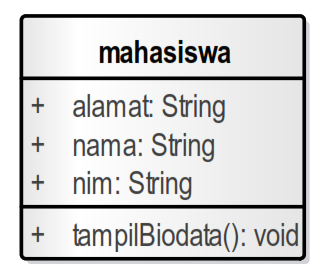 mahasiswa
+ alamat: String
+ nama: String
+ nim: String
+ tampilBiodata(): void